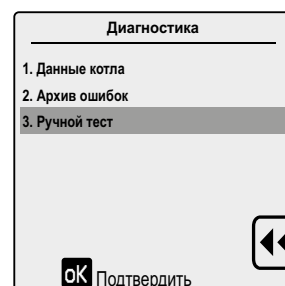 Диагностика
1. Данные котла
2. Архив ошибок
3. Ручной тест
oK Подтвердить